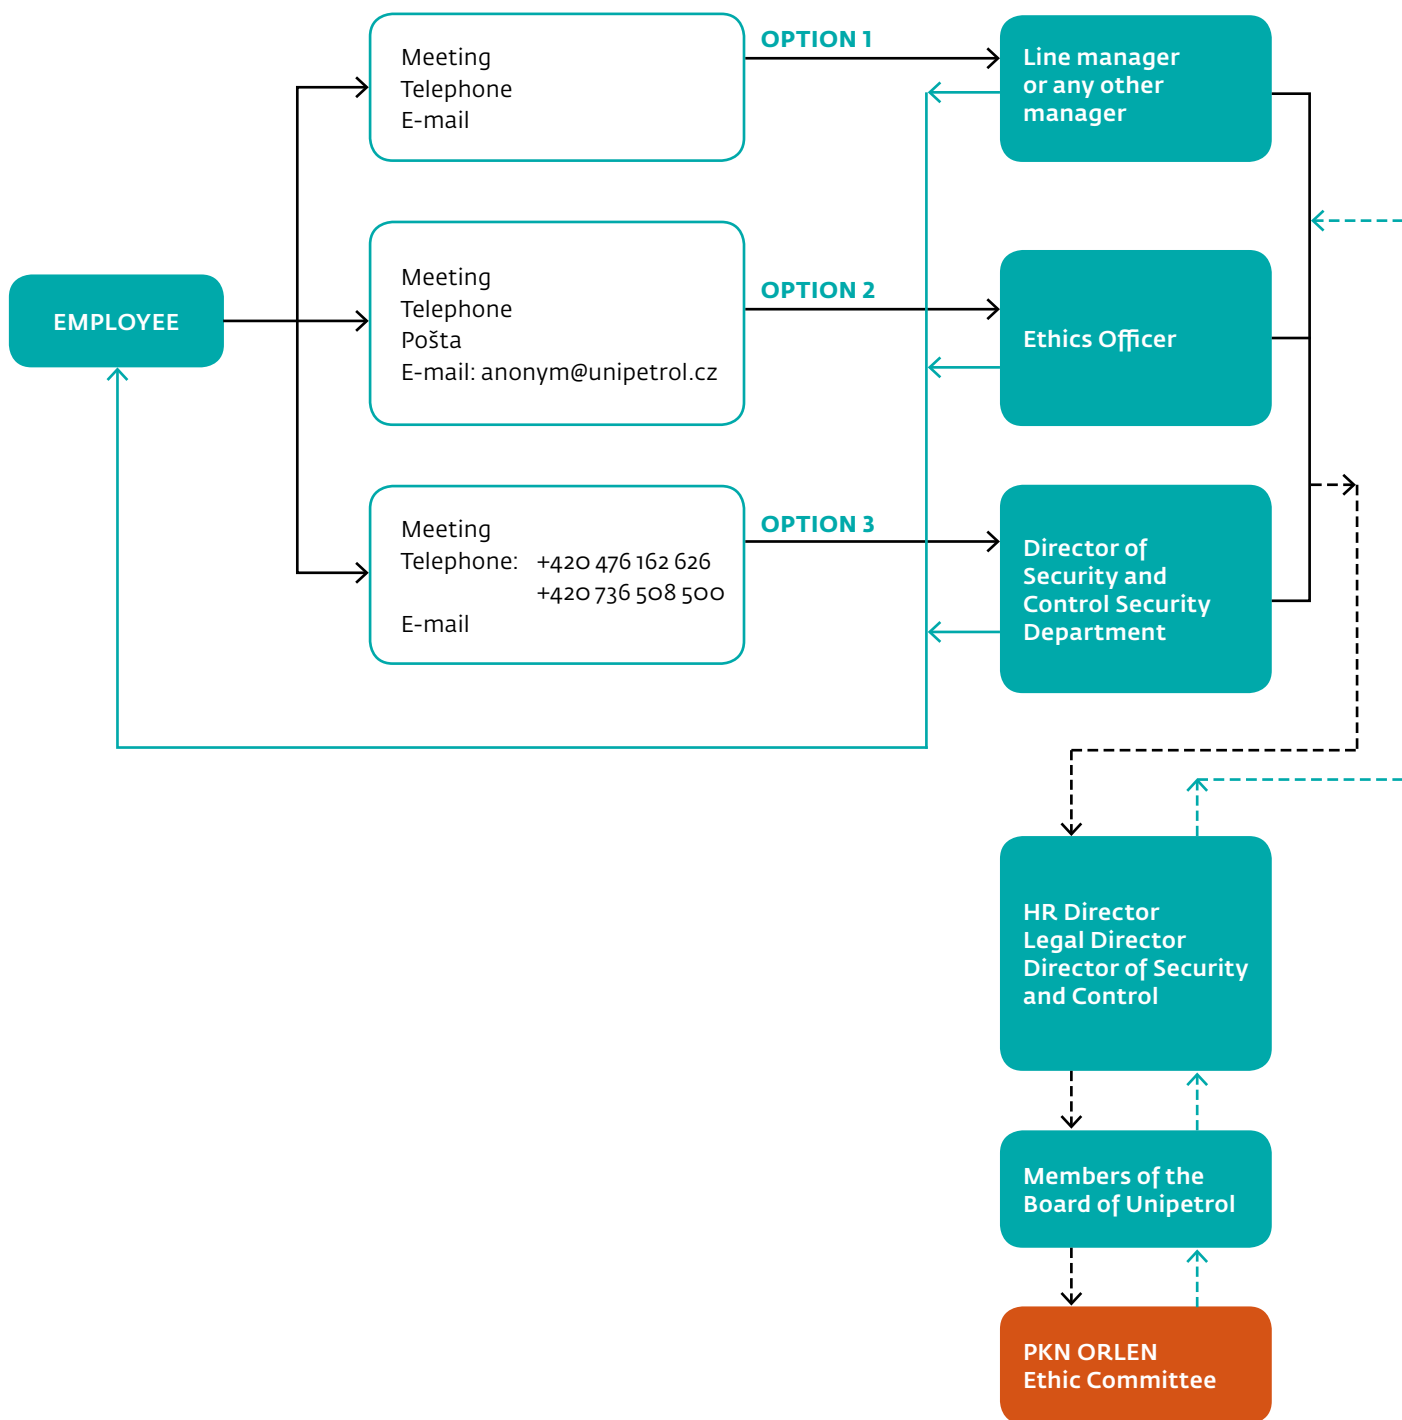 EMPLOYEE
Meeting
Telephone
E-mail
OPTION 1
Line manager
or any other
manager
Meeting
Telephone
Pošta
E-mail: anonym@unipetrol.cz
OPTION 2
Ethics Officer
Meeting
Telephone: +420 476 162 626
+420 736 508 500
E-mail
OPTION 3
Director of
Security and
Control Security
Department
HR Director
Legal Director
Director of Security
and Control
Members of the
Board of Unipetrol
PKN ORLEN
Ethic Committee